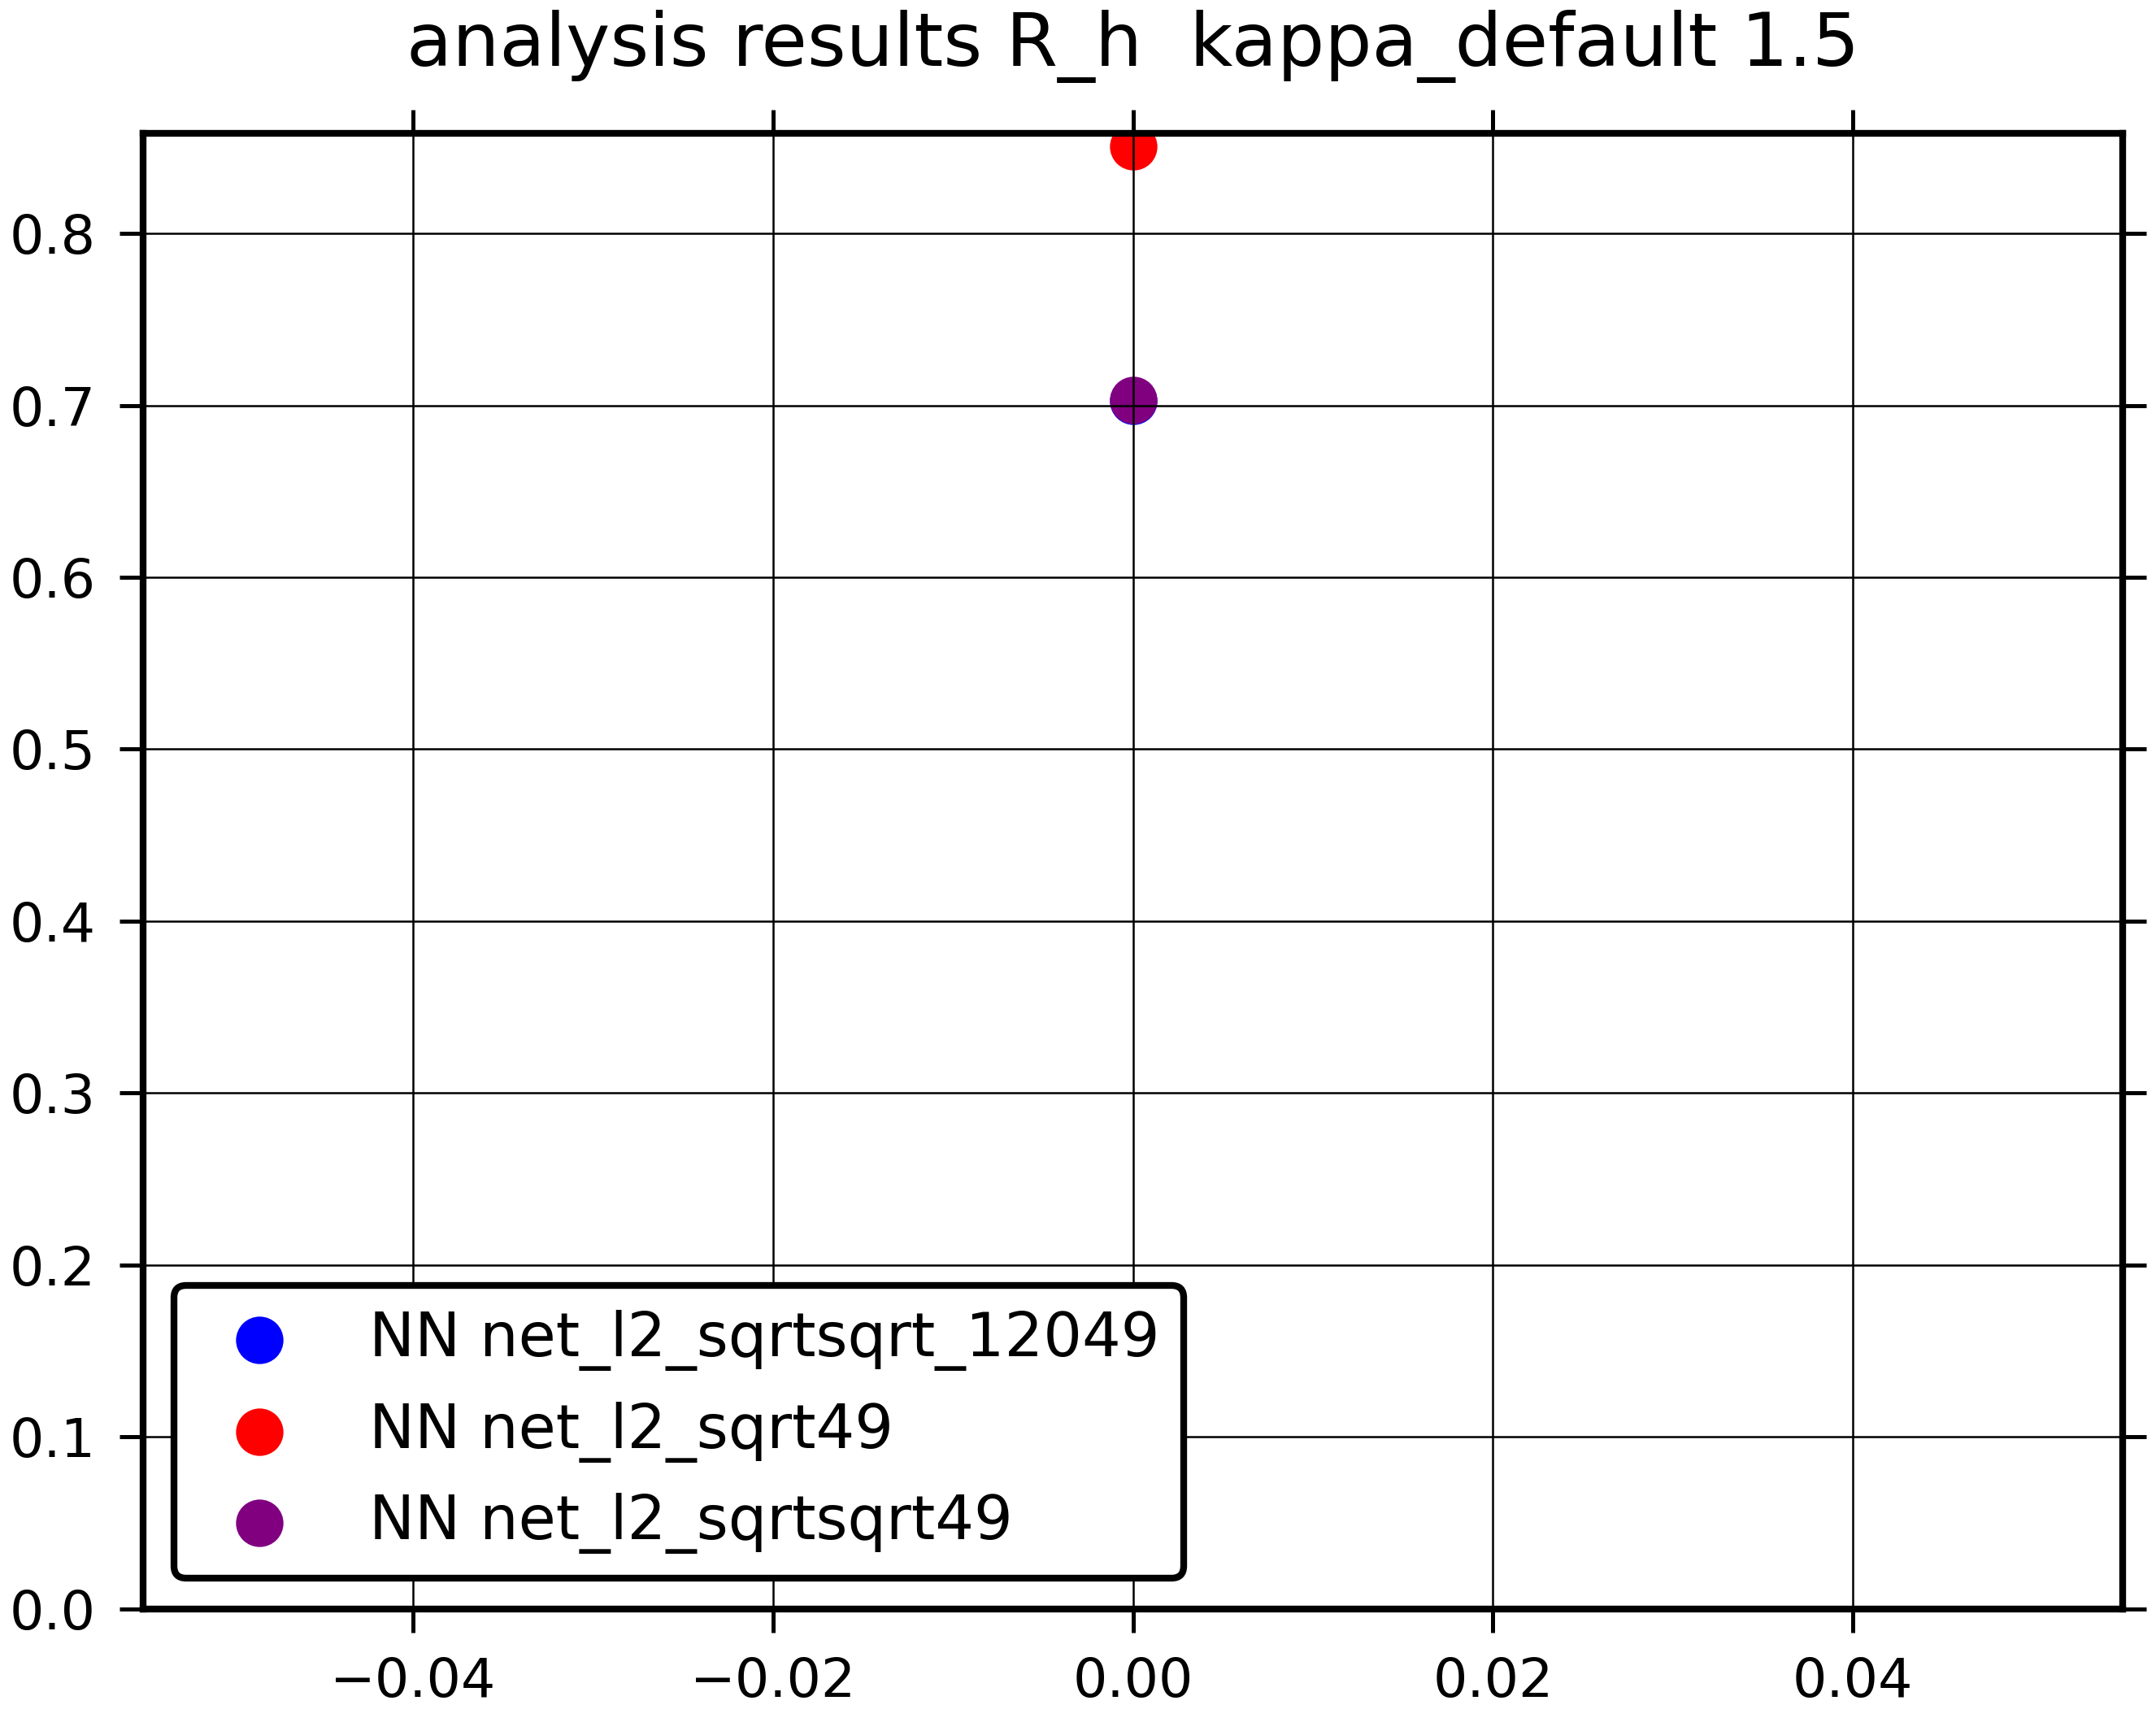 analysis results R_h  kappa_default 1.5
0.8
0.7
0.6
0.5
0.4
0.3
0.2
0.1
0.0
NN net_l2_sqrtsqrt_12049
NN net_l2_sqrt49
NN net_l2_sqrtsqrt49
−0.04 −0.02 0.00 0.02 0.04